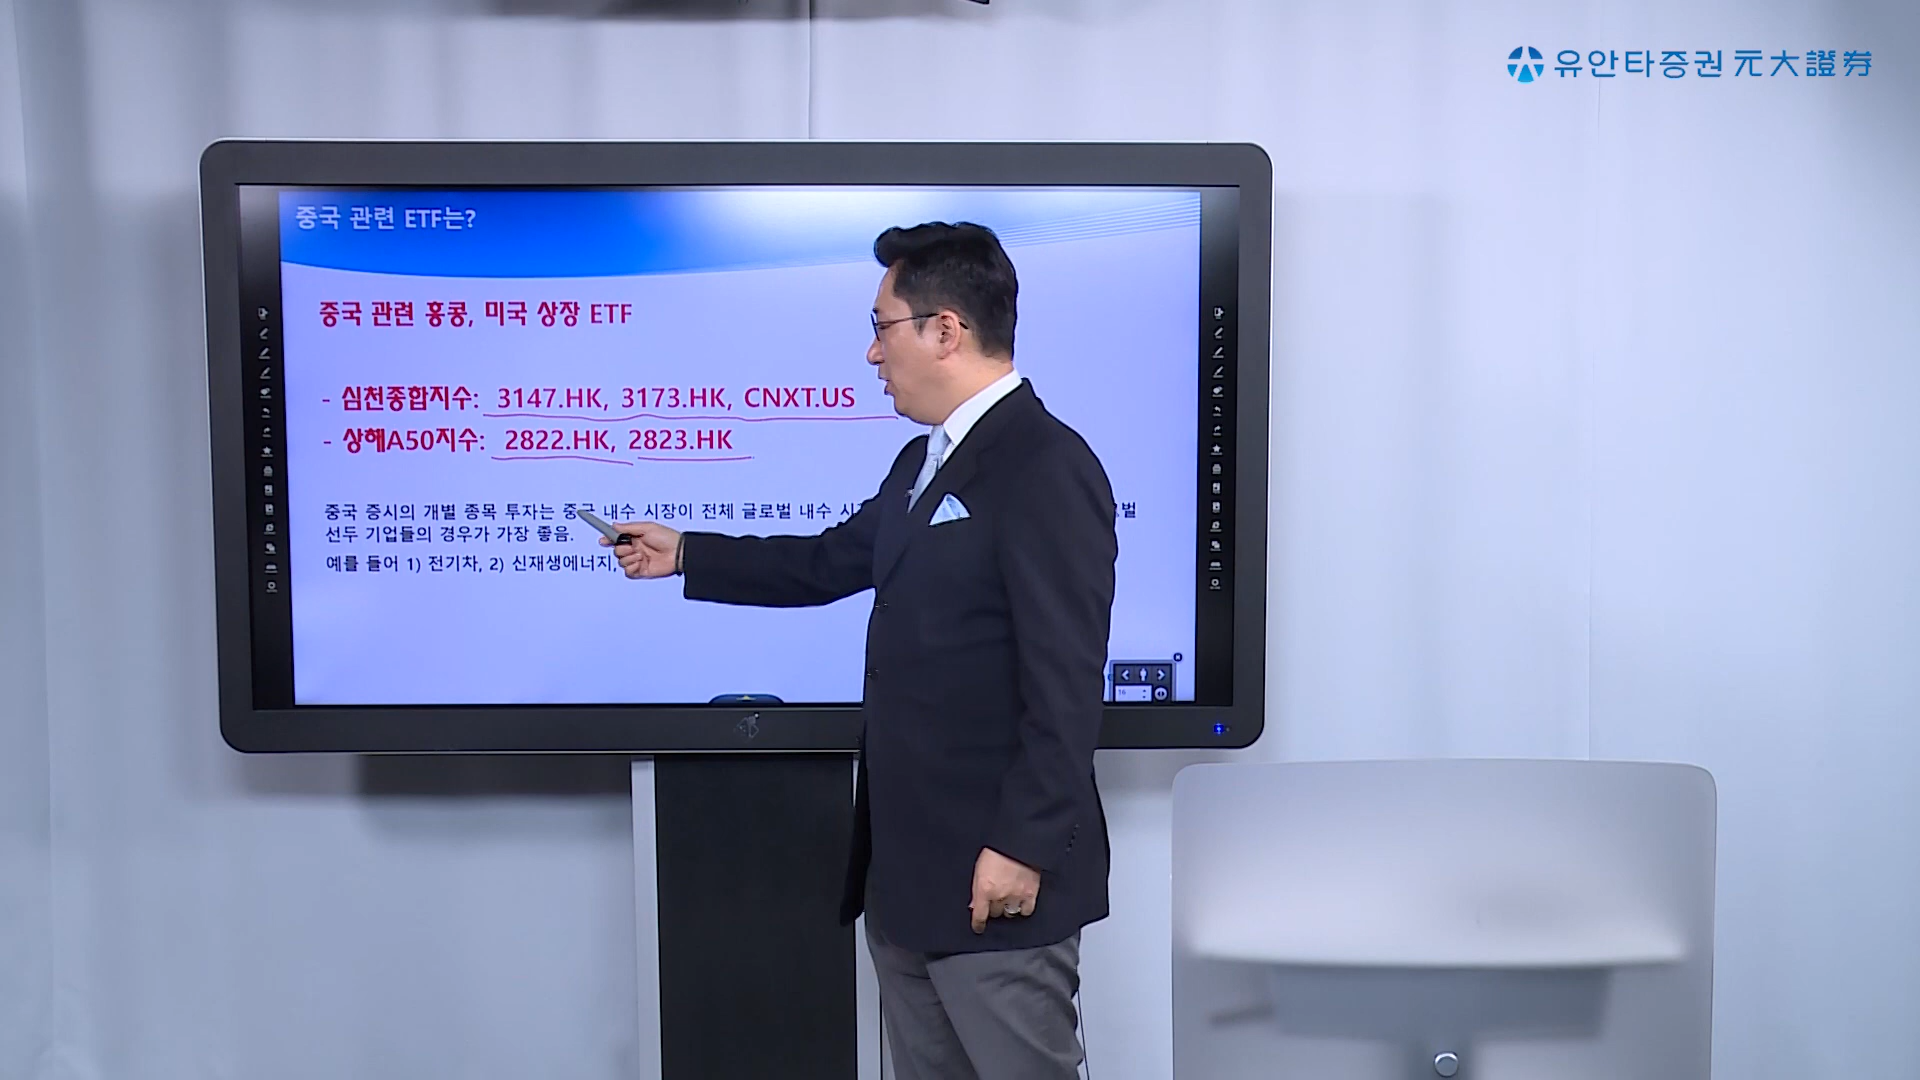 유안타증권 元大證券
중국 관련 ETF는?
중국 관련 홍콩, 미국 상장 ETF
- 심천종합지수: 3147.HK, 3173.HK, CNXT.US
- 상해A50지수: 2822.HK, 2823.HK
중국 증시의 개별 종목 투자는 중국 내수 시장이 전체 글로벌 내수
선두 기업들의 경우가 가장 좋음.
예를 들어 1) 전기차, 2) 신재생에너지,
16